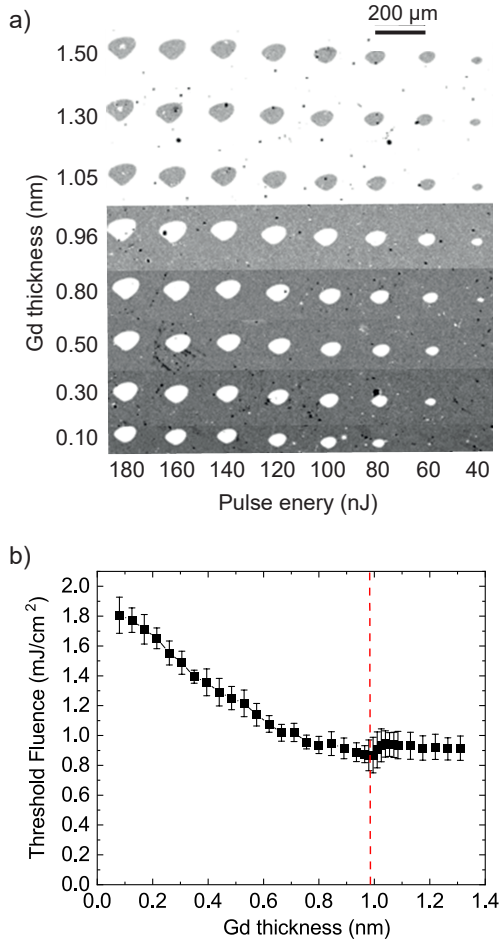 a)
200 µm
1.50
1.30
1.05
0.96
0.80
0.50
0.30
0.10
Gd thickness (nm)
180 160 140 120 100 80 60 40
Pulse enery (nJ)
b)
2.0
1.8
1.6
1.4
1.2
1.0
0.8
0.6
0.4
0.2
0.0
Threshold Fluence (mJ/cm²)
0.0 0.2 0.4 0.6 0.8 1.0 1.2 1.4
Gd thickness (nm)